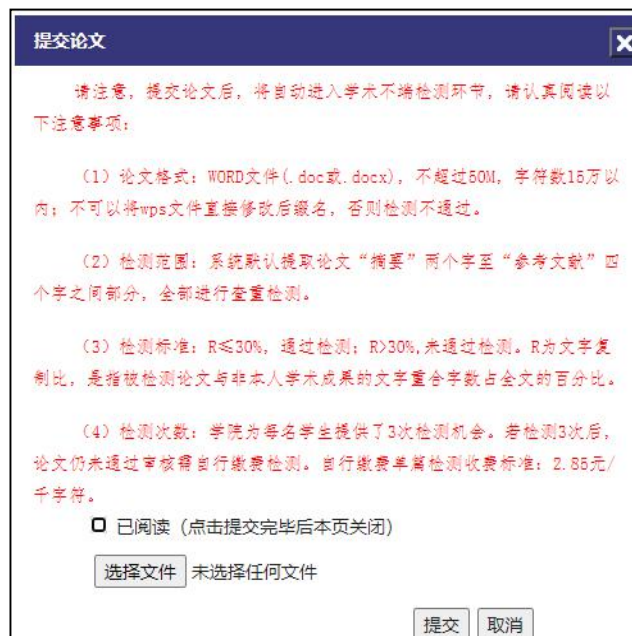 提交论文
请注意，提交论文后，将自动进入学术不端检测环节，请认真阅读以
下注意事项：
（1）论文格式：WORD文件(.doc或.docx)，不超过50M，字符数15万以
内；不可以将wps文件直接修改后缀名，否则检测不通过。
（2）检测范围：系统默认提取论文“摘要”两个字至“参考文献”四
个字之间部分，全部进行查重检测。
（3）检测标准：R≤30%，通过检测；R>30%,未通过检测。R为文字复
制比，是指被检测论文与非本人学术成果的文字重合字数占全文的百分比。
（4）检测次数：学院为每名学生提供了3次检测机会。若检测3次后，
论文仍未通过审核需自行缴费检测。自行缴费单篇检测收费标准：2.85元/
千字符。
已阅读（点击提交完毕后本页关闭）
选择文件 未选择任何文件
提交 取消